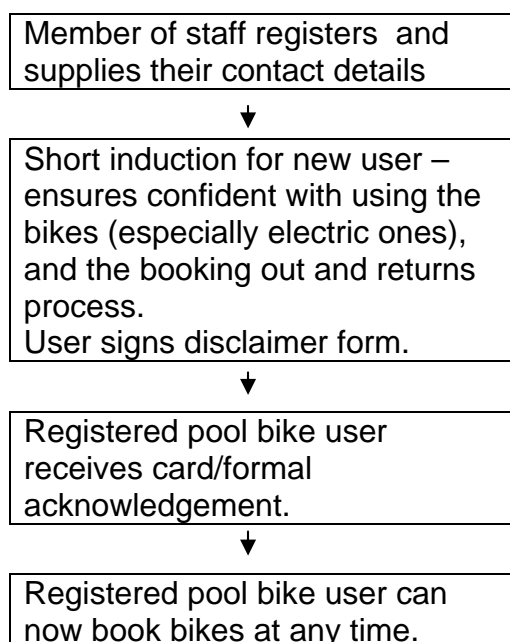 Member of staff registers and
supplies their contact details
Short induction for new user –
ensures confident with using the
bikes (especially electric ones),
and the booking out and returns
process.
User signs disclaimer form.
Registered pool bike user
receives card/formal
acknowledgement.
Registered pool bike user can
now book bikes at any time.